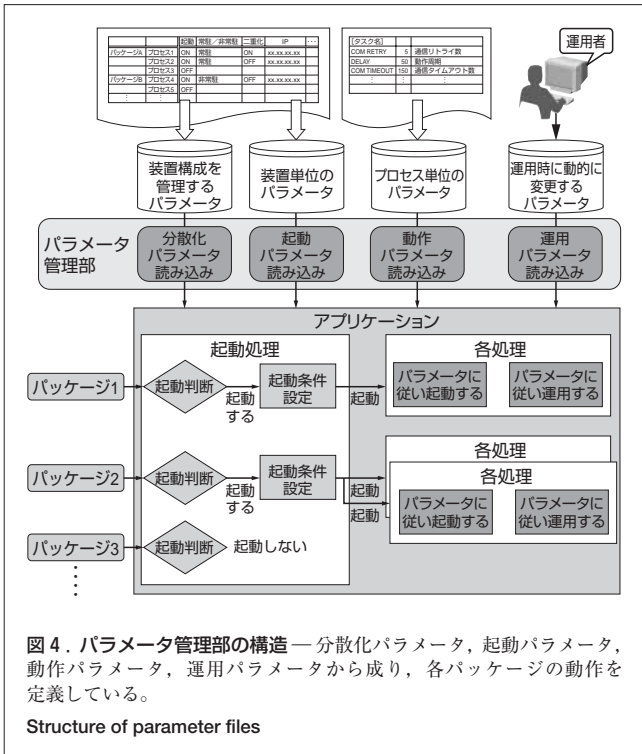 起動 常駐／非常駐 二重化 IP ・・・
パッケージA プロセス1 ON 常駐 ON xx.xx.xx.xx
プロセス2 ON 常駐 OFF xx.xx.xx.xx
プロセス3 OFF
パッケージB プロセス4 ON 非常駐 OFF xx.xx.xx.xx
プロセス5 OFF
[タスク名]
COM RETRY 5 通信リトライ数
DELAY 50 動作周期
COM TIMEOUT 150 通信タイムアウト数
運用者
装置構成を
管理する
パラメータ
装置単位の
パラメータ
プロセス単位の
パラメータ
運用時に動的に
変更する
パラメータ
パラメータ
管理部
分散化
パラメータ
読み込み
起動
パラメータ
読み込み
動作
パラメータ
読み込み
運用
パラメータ
読み込み
アプリケーション
起動処理
各処理
パッケージ1
起動判断
起動
する
起動条件
設定
起動
パラメータに
従い起動する
パラメータに
従い運用する
各処理
各処理
パッケージ2
起動判断
起動
する
起動条件
設定
起動
起動
パラメータに
従い起動する
パラメータに
従い運用する
パッケージ3
起動判断
起動しない
図4．パラメータ管理部の構造 — 分散化パラメータ，起動パラメータ，
動作パラメータ，運用パラメータから成り，各パッケージの動作を
定義している。
Structure of parameter files